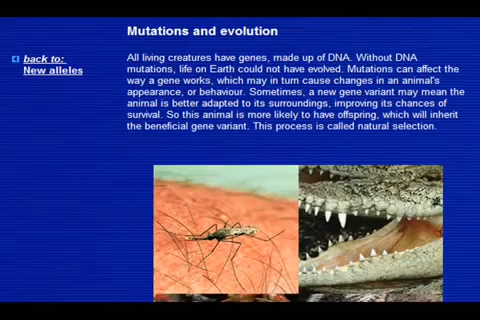 Mutations and evolution
back to:
New alleles
All living creatures have genes, made up of DNA. Without DNA
mutations, life on Earth could not have evolved. Mutations can affect the
way a gene works, which may in turn cause changes in an animal's
appearance, or behaviour. Sometimes, a new gene variant may mean the
animal is better adapted to its surroundings, improving its chances of
survival. So this animal is more likely to have offspring, which will inherit
the beneficial gene variant. This process is called natural selection.